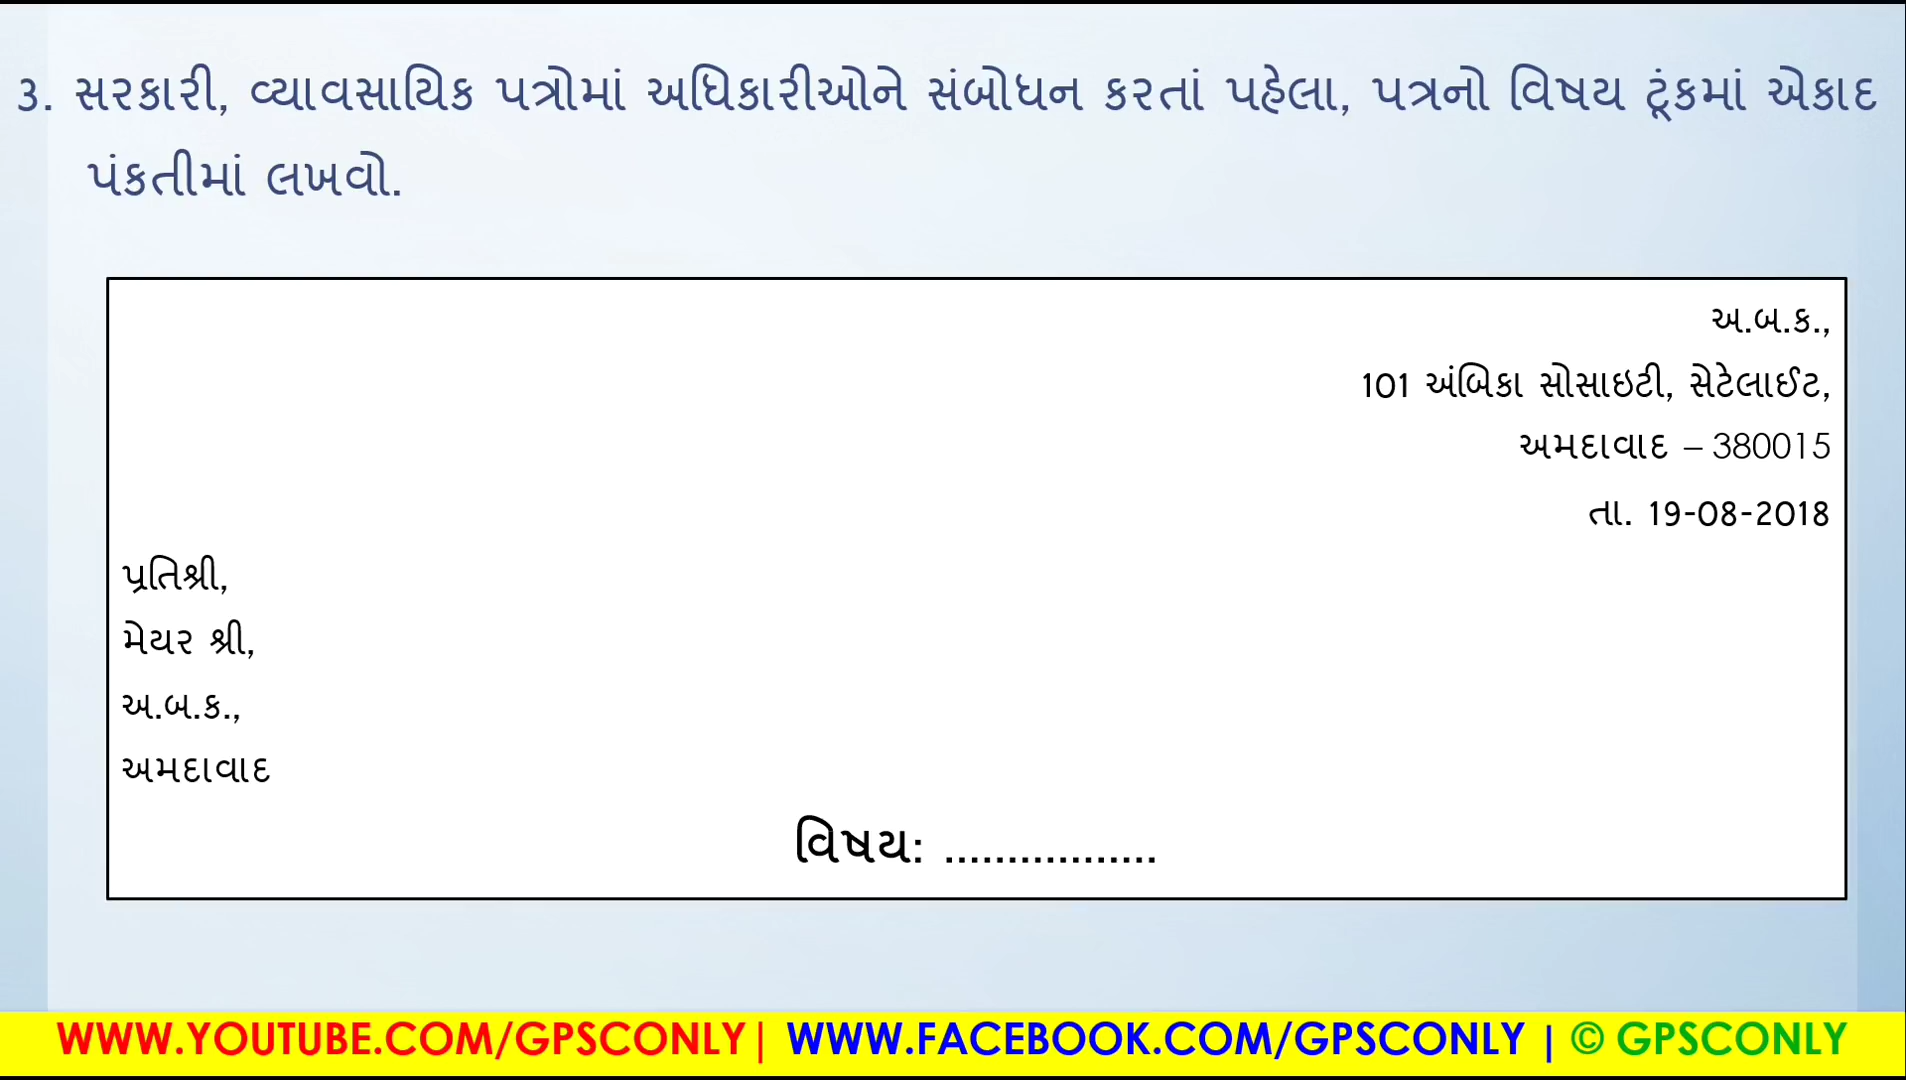 3. સરકારી, વ્યાવસાયિક પત્રોમાં અધિકારીઓને સંબોધન કરતાં પહેલા, પત્રનો વિષય ટૂંકમાં એકાદ
પંકતીમાં લખવો.
અ.બ.ક.,
101 અંબિકા સોસાઇટી, સેટેલાઈટ,
અમદાવાદ – 380015
તા. 19-08-2018
પ્રતિશ્રી,
મેયર શ્રી,
અ.બ.ક.,
અમદાવાદ
વિષય: .................
WWW.YOUTUBE.COM/GPSCONLY| WWW.FACEBOOK.COM/GPSCONLY | © GPSCONLY